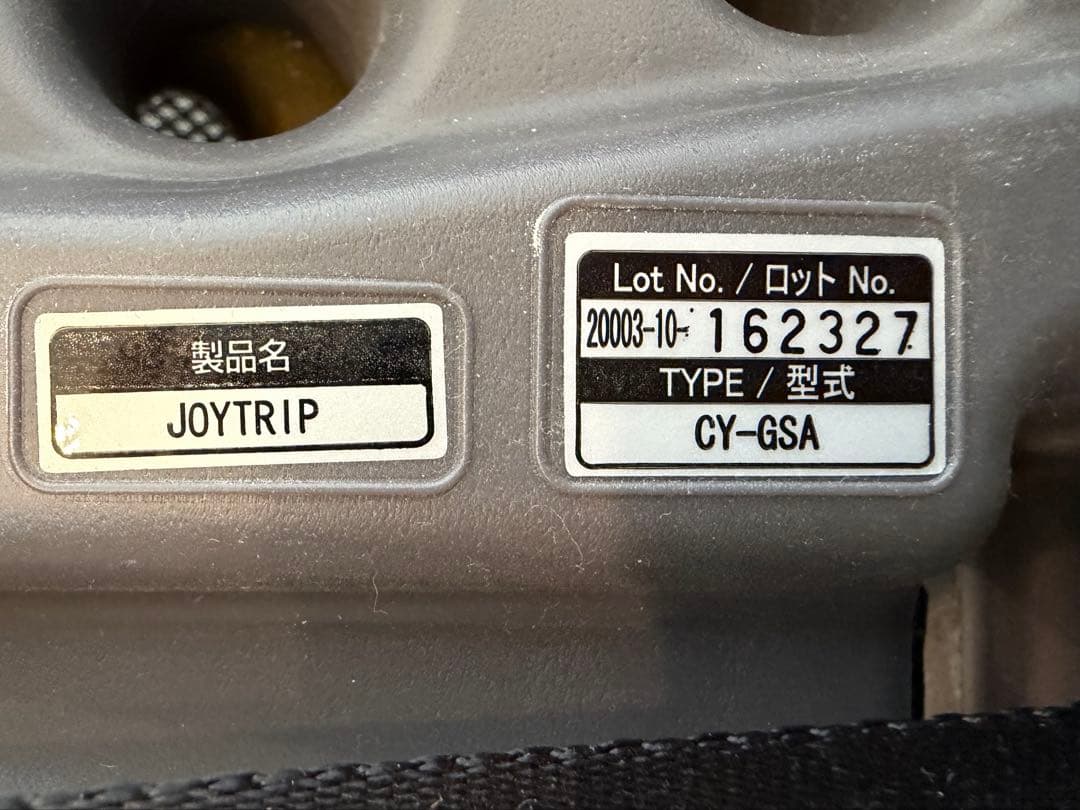 製品名
JOYTRIP
Lot No. / ロット No.
20003-10- 162327
TYPE / 型式
CY-GSA